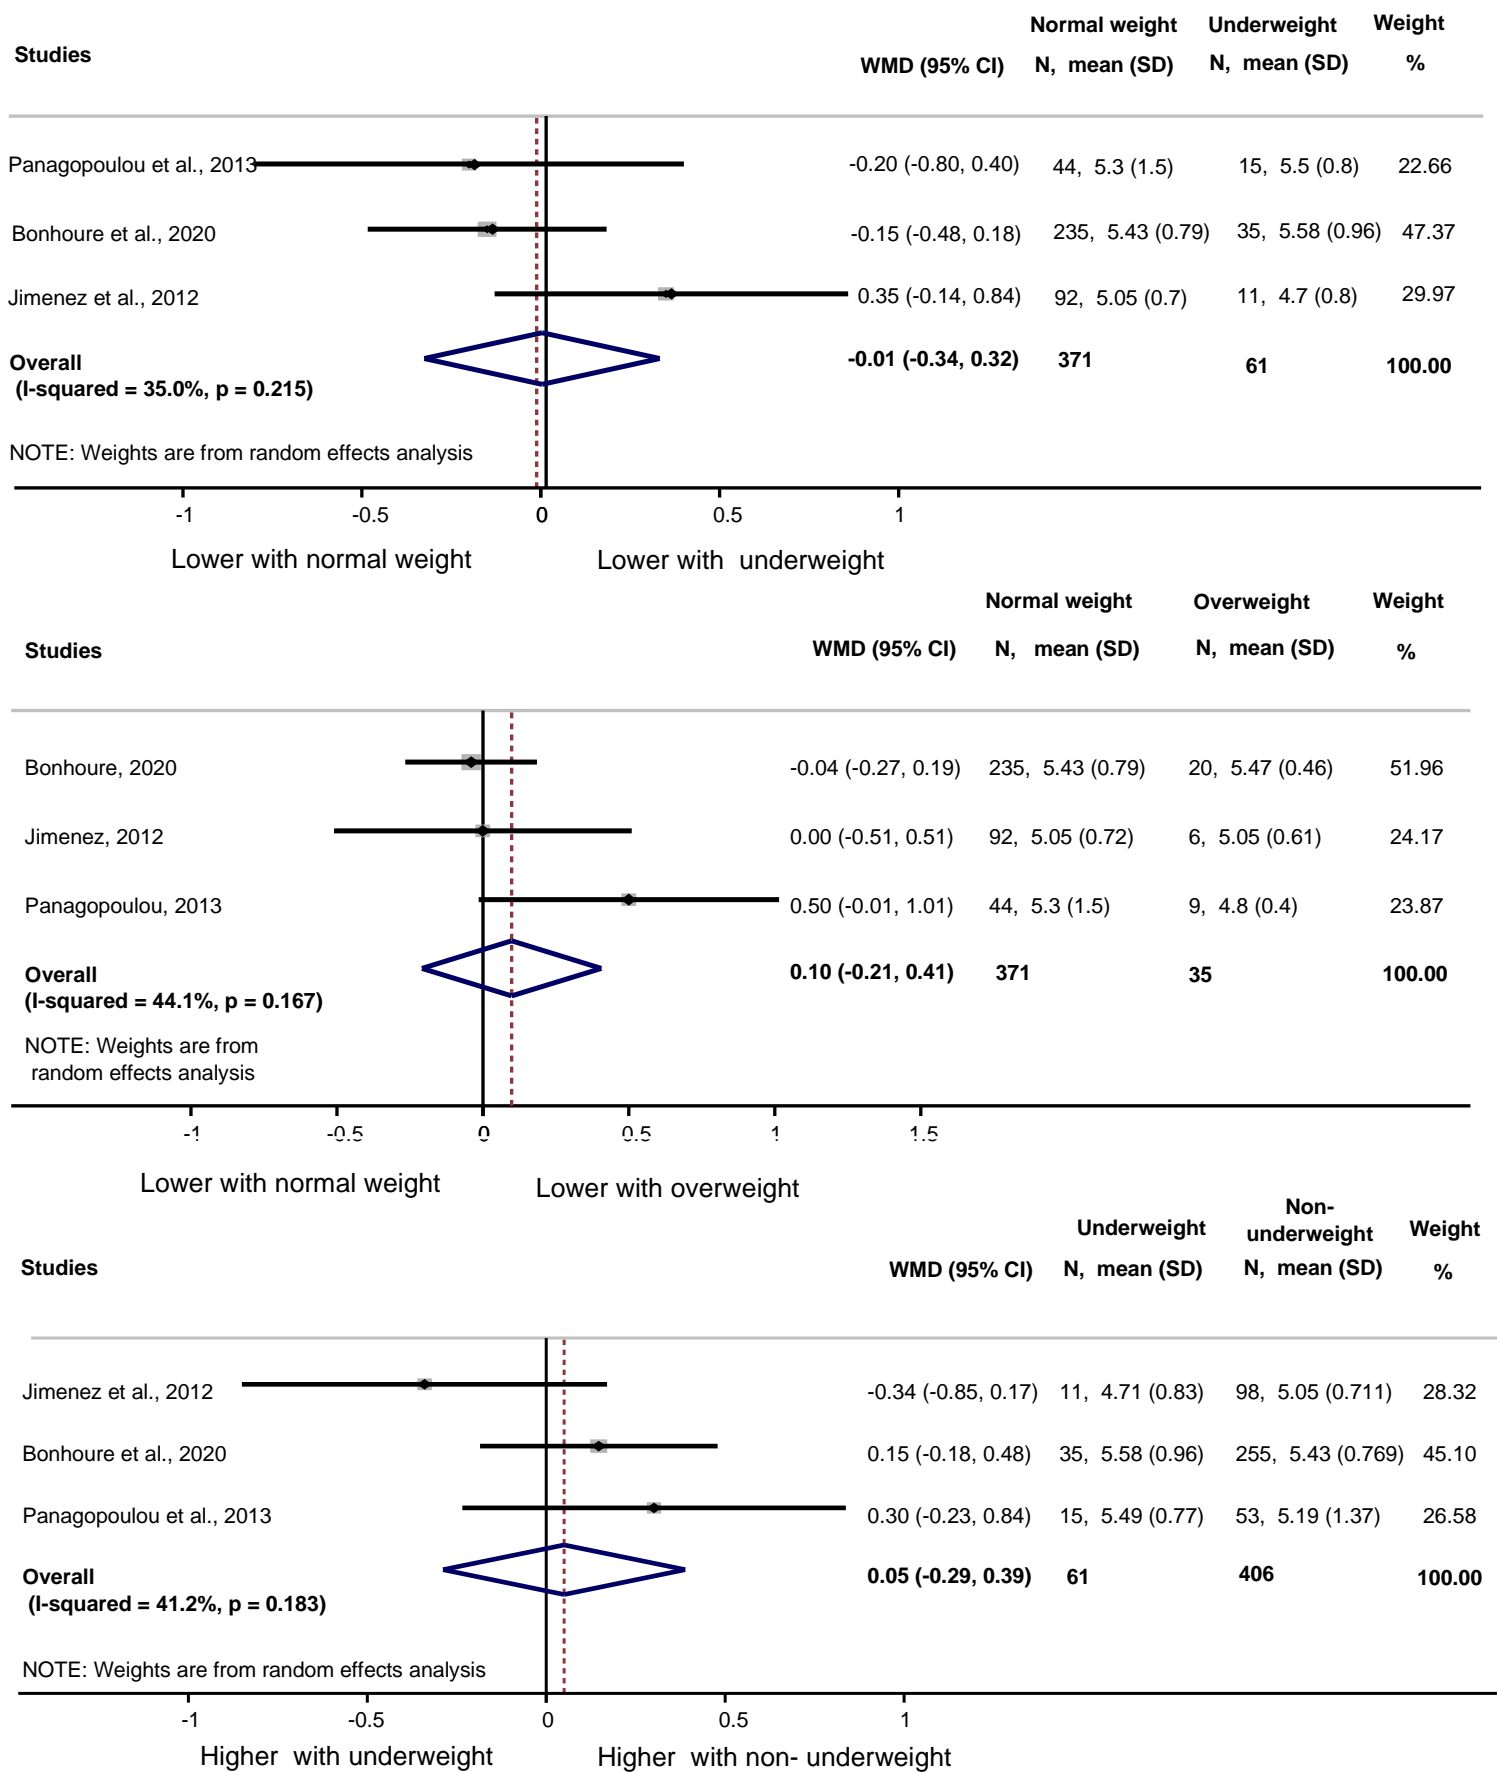 Normal weight Underweight Weight
Studies WMD (95% CI) N, mean (SD) N, mean (SD) %
Panagopoulou et al., 2013 -0.20 (-0.80, 0.40) 44, 5.3 (1.5) 15, 5.5 (0.8) 22.66
Bonhoure et al., 2020 -0.15 (-0.48, 0.18) 235, 5.43 (0.79) 35, 5.58 (0.96) 47.37
Jimenez et al., 2012 0.35 (-0.14, 0.84) 92, 5.05 (0.7) 11, 4.7 (0.8) 29.97
Overall -0.01 (-0.34, 0.32) 371 61 100.00
(I-squared = 35.0%, p = 0.215)
NOTE: Weights are from random effects analysis
-1 -0.5 0 0.5 1
Lower with normal weight Lower with underweight
Normal weight Overweight Weight
Studies WMD (95% CI) N, mean (SD) N, mean (SD) %
Bonhoure, 2020 -0.04 (-0.27, 0.19) 235, 5.43 (0.79) 20, 5.47 (0.46) 51.96
Jimenez, 2012 0.00 (-0.51, 0.51) 92, 5.05 (0.72) 6, 5.05 (0.61) 24.17
Panagopoulou, 2013 0.50 (-0.01, 1.01) 44, 5.3 (1.5) 9, 4.8 (0.4) 23.87
Overall 0.10 (-0.21, 0.41) 371 35 100.00
(I-squared = 44.1%, p = 0.167)
NOTE: Weights are from
random effects analysis
-1 -0.5 0 0.5 1 1.5
Lower with normal weight Lower with overweight
Non-
Underweight underweight Weight
Studies WMD (95% CI) N, mean (SD) N, mean (SD) %
Jimenez et al., 2012 -0.34 (-0.85, 0.17) 11, 4.71 (0.83) 98, 5.05 (0.711) 28.32
Bonhoure et al., 2020 0.15 (-0.18, 0.48) 35, 5.58 (0.96) 255, 5.43 (0.769) 45.10
Panagopoulou et al., 2013 0.30 (-0.23, 0.84) 15, 5.49 (0.77) 53, 5.19 (1.37) 26.58
Overall 0.05 (-0.29, 0.39) 61 406 100.00
(I-squared = 41.2%, p = 0.183)
NOTE: Weights are from random effects analysis
-1 -0.5 0 0.5 1
Higher with underweight Higher with non- underweight